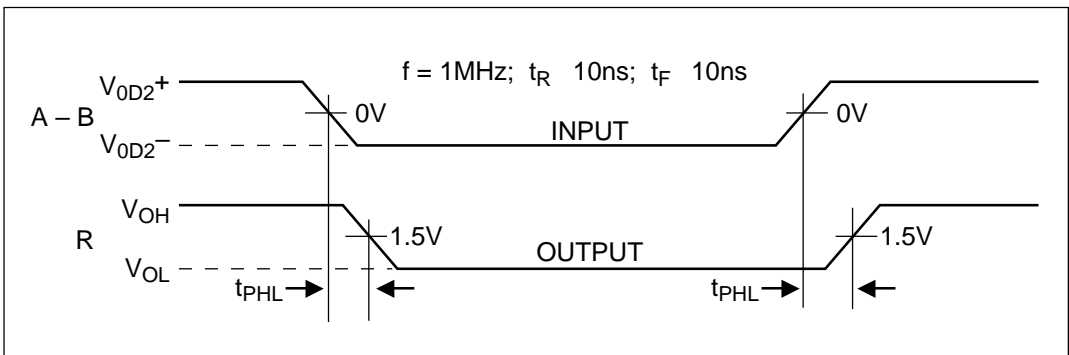 f = 1MHz; tR 10ns; tF 10ns
V0D2+
A – B
0V
0V
INPUT
V0D2–
VOH
R
1.5V
1.5V
OUTPUT
VOL
tPHL
tPHL